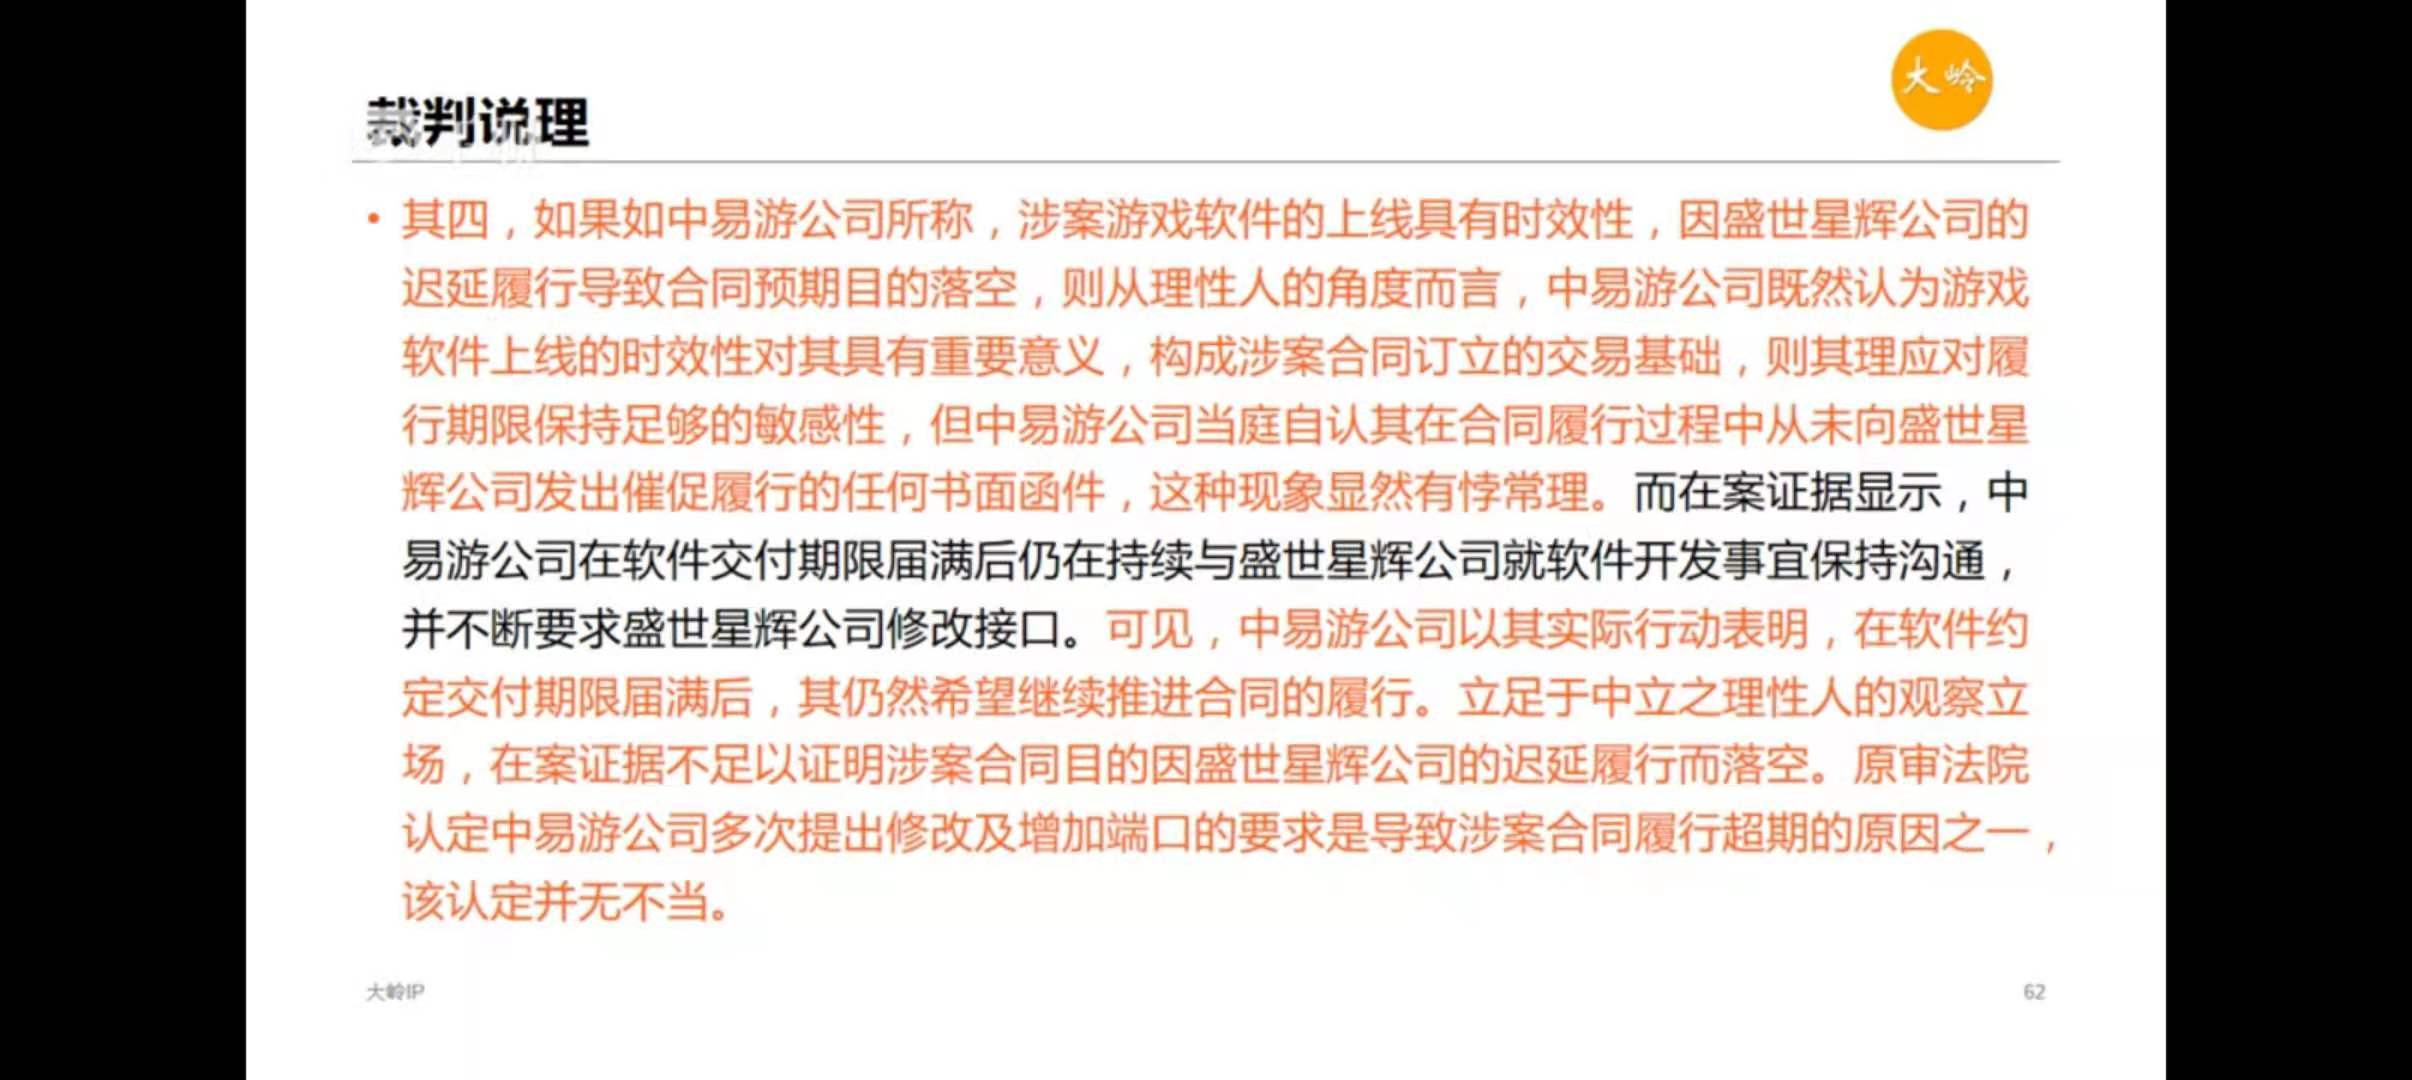 大岭
裁判说理
• 其四，如果如中易游公司所称，涉案游戏软件的上线具有时效性，因盛世星辉公司的
迟延履行导致合同预期目的落空，则从理性人的角度而言，中易游公司既然认为游戏
软件上线的时效性对其具有重要意义，构成涉案合同订立的交易基础，则其理应对履
行期限保持足够的敏感性，但中易游公司当庭自认其在合同履行过程中从未向盛世星
辉公司发出催促履行的任何书面函件，这种现象显然有悖常理。而在案证据显示，中
易游公司在软件交付期限届满后仍在持续与盛世星辉公司就软件开发事宜保持沟通，
并不断要求盛世星辉公司修改接口。可见，中易游公司以其实际行动表明，在软件约
定交付期限届满后，其仍然希望继续推进合同的履行。立足于中立之理性人的观察立
场，在案证据不足以证明涉案合同目的因盛世星辉公司的迟延履行而落空。原审法院
认定中易游公司多次提出修改及增加端口的要求是导致涉案合同履行超期的原因之一，
该认定并无不当。
大岭IP
62